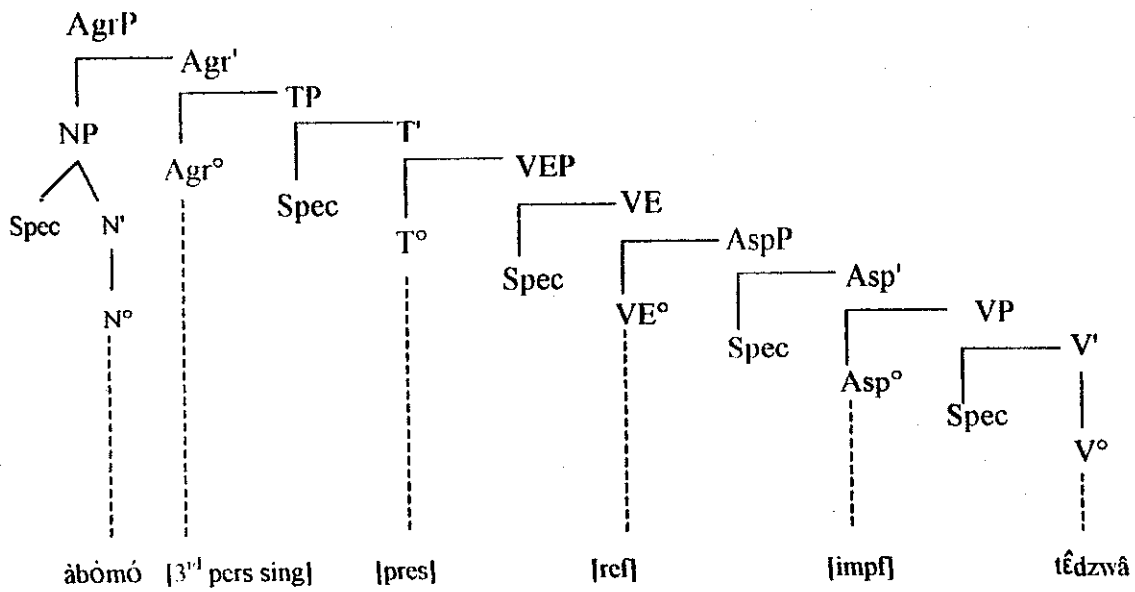 AgrP
Agr'
TP
NP T'
Agr° VEP
Spec N' Spec VE
T° AspP
Spec Asp'
N° VE° VP
Spec V'
Asp°
Spec
V°
àbòmó [3rd pers sing] [pres] [ref] [impf] tɛ̂dzwâ